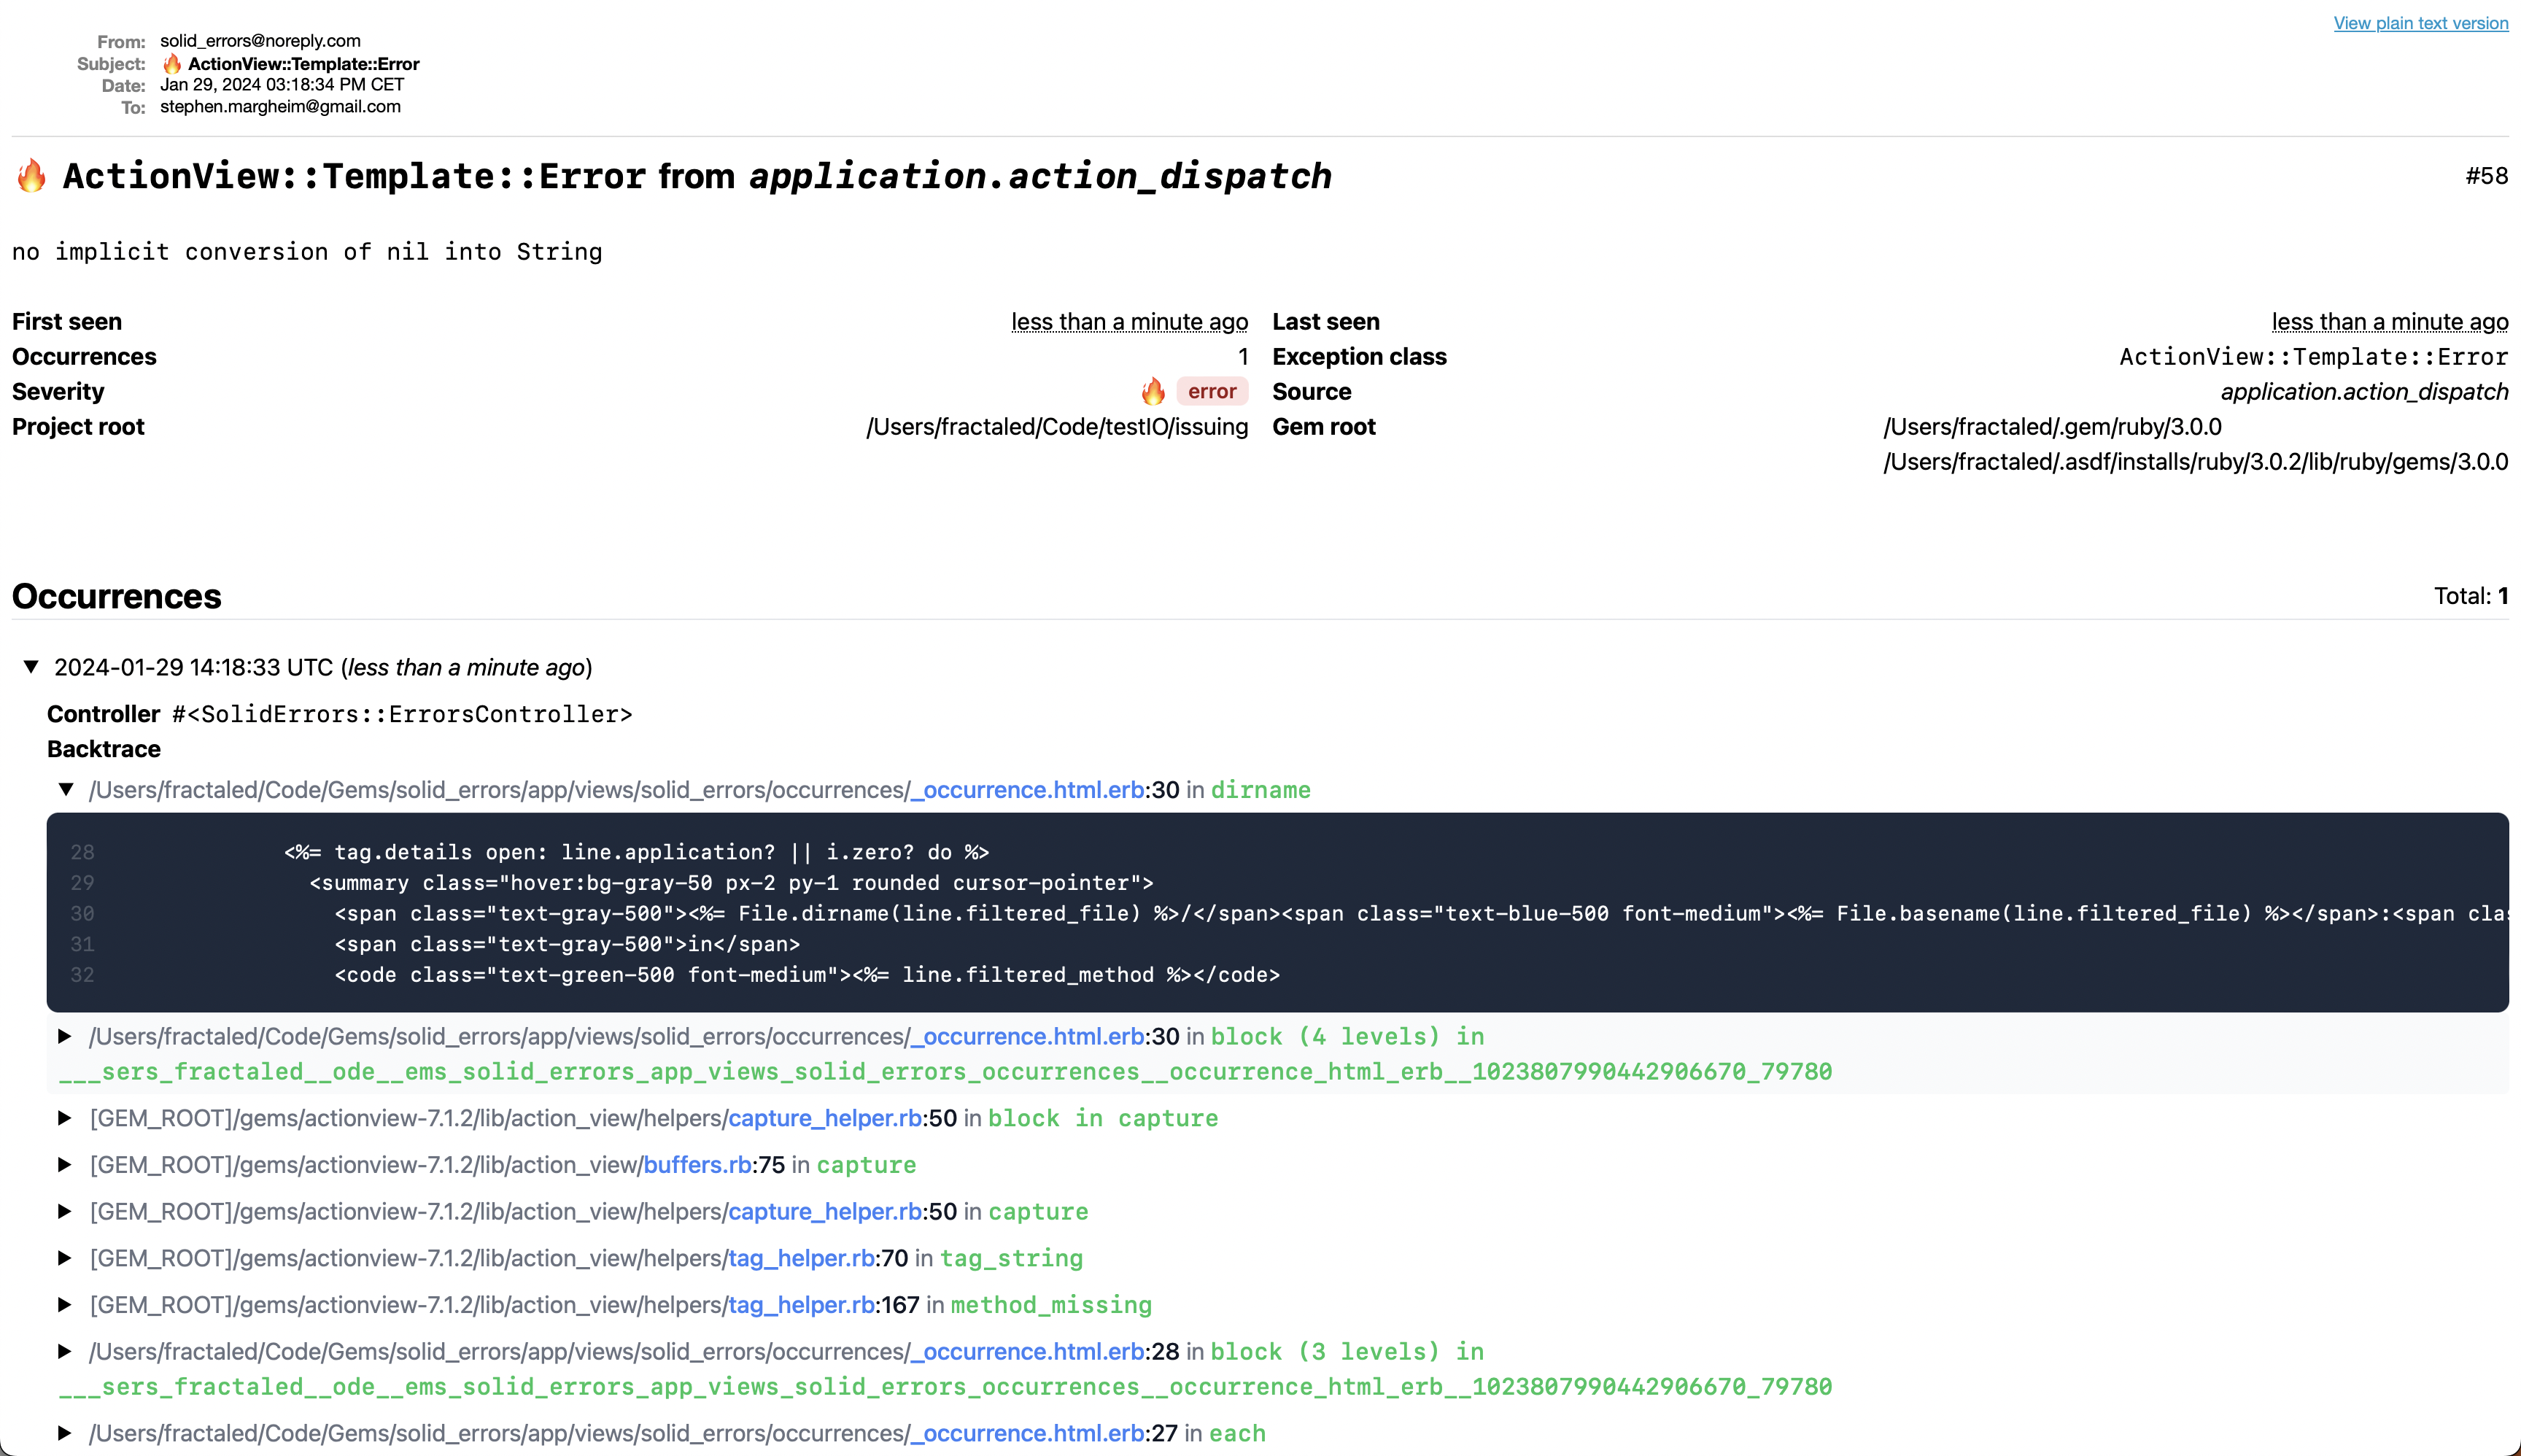 View plain text version
From: solid_errors@noreply.com
Subject: 🔥 ActionView::Template::Error
Date: Jan 29, 2024 03:18:34 PM CET
To: stephen.margheim@gmail.com
🔥 ActionView::Template::Error from application.action_dispatch #58
no implicit conversion of nil into String
First seen less than a minute ago Last seen less than a minute ago
Occurrences 1 Exception class ActionView::Template::Error
Severity 🔥 error Source application.action_dispatch
Project root /Users/fractaled/Code/testIO/issuing Gem root /Users/fractaled/.gem/ruby/3.0.0
/Users/fractaled/.asdf/installs/ruby/3.0.2/lib/ruby/gems/3.0.0
Occurrences Total: 1
▼ 2024-01-29 14:18:33 UTC (less than a minute ago)
Controller #<SolidErrors::ErrorsController>
Backtrace
▼ /Users/fractaled/Code/Gems/solid_errors/app/views/solid_errors/occurrences/_occurrence.html.erb:30 in dirname
28 <%= tag.details open: line.application? || i.zero? do %>
29 <summary class="hover:bg-gray-50 px-2 py-1 rounded cursor-pointer">
30 <span class="text-gray-500"><%= File.dirname(line.filtered_file) %>/</span><span class="text-blue-500 font-medium"><%= File.basename(line.filtered_file) %></span>:<span clas
31 <span class="text-gray-500">in</span>
32 <code class="text-green-500 font-medium"><%= line.filtered_method %></code>
▶ /Users/fractaled/Code/Gems/solid_errors/app/views/solid_errors/occurrences/_occurrence.html.erb:30 in block (4 levels) in
___sers_fractaled__ode__ems_solid_errors_app_views_solid_errors_occurrences__occurrence_html_erb__1023807990442906670_79780
▶ [GEM_ROOT]/gems/actionview-7.1.2/lib/action_view/helpers/capture_helper.rb:50 in block in capture
▶ [GEM_ROOT]/gems/actionview-7.1.2/lib/action_view/buffers.rb:75 in capture
▶ [GEM_ROOT]/gems/actionview-7.1.2/lib/action_view/helpers/capture_helper.rb:50 in capture
▶ [GEM_ROOT]/gems/actionview-7.1.2/lib/action_view/helpers/tag_helper.rb:70 in tag_string
▶ [GEM_ROOT]/gems/actionview-7.1.2/lib/action_view/helpers/tag_helper.rb:167 in method_missing
▶ /Users/fractaled/Code/Gems/solid_errors/app/views/solid_errors/occurrences/_occurrence.html.erb:28 in block (3 levels) in
___sers_fractaled__ode__ems_solid_errors_app_views_solid_errors_occurrences__occurrence_html_erb__1023807990442906670_79780
▶ /Users/fractaled/Code/Gems/solid_errors/app/views/solid_errors/occurrences/_occurrence.html.erb:27 in each